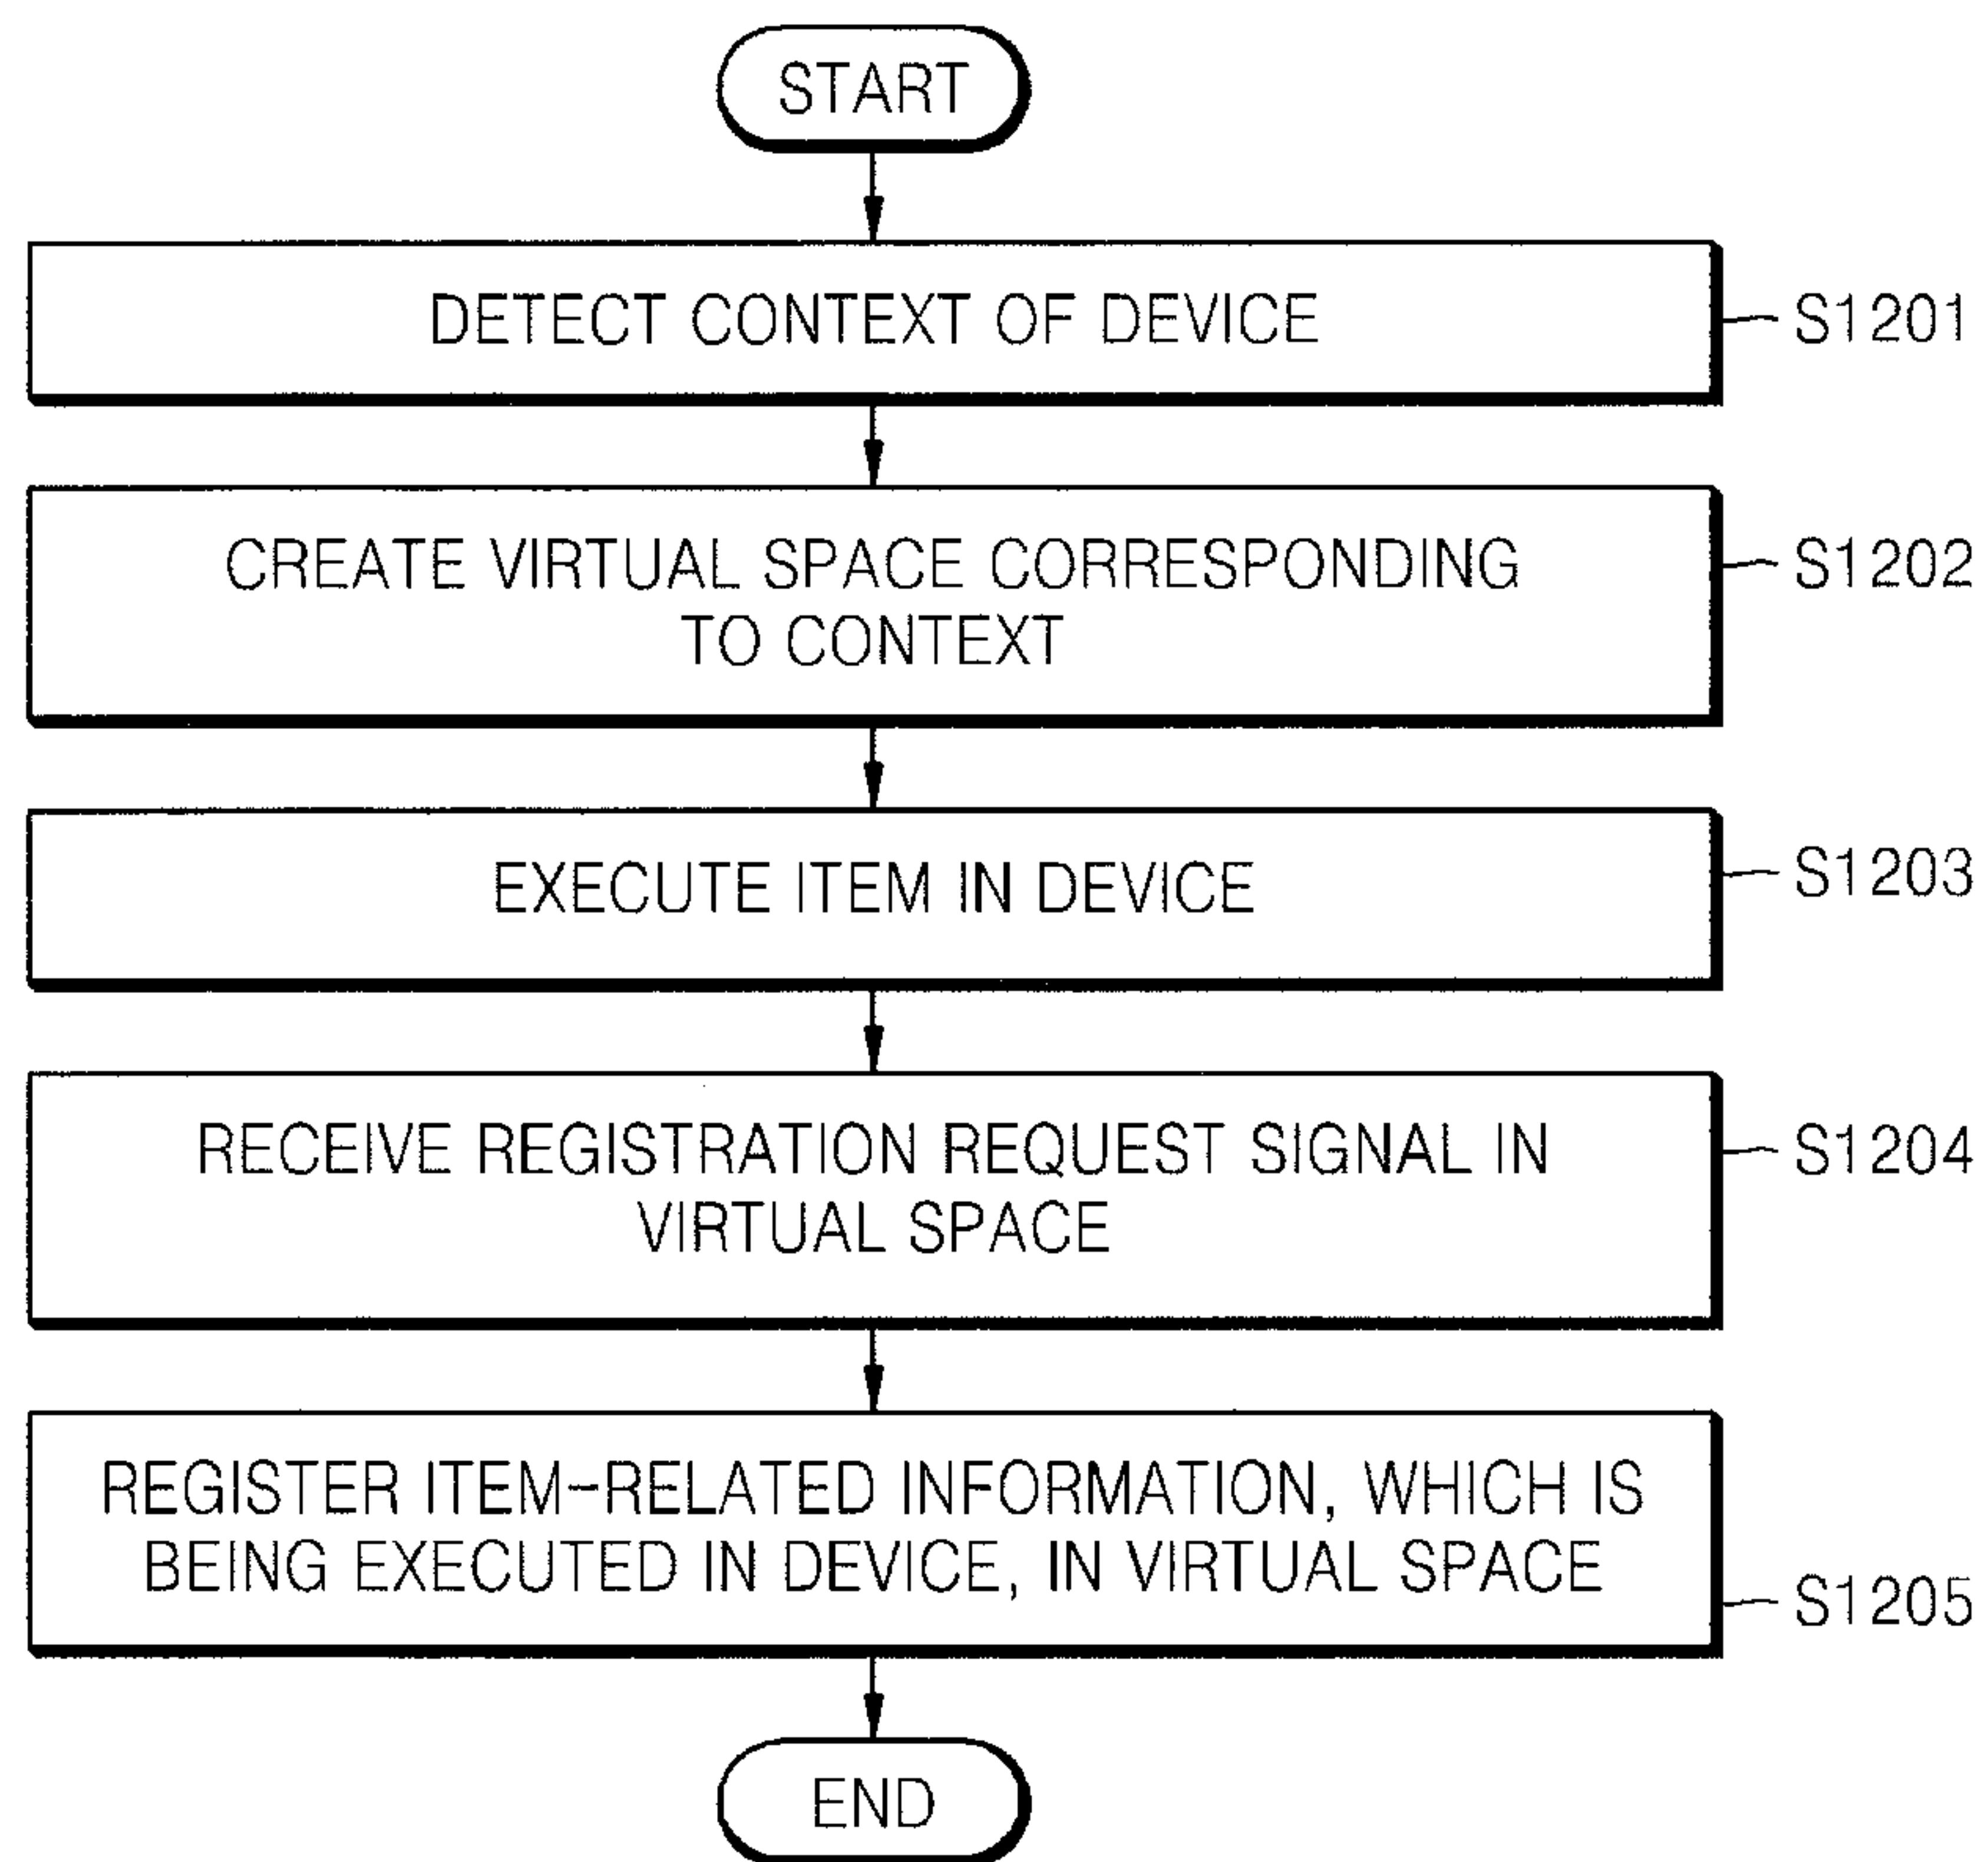 START
DETECT CONTEXT OF DEVICE
S1201
CREATE VIRTUAL SPACE CORRESPONDING
TO CONTEXT
S1202
EXECUTE ITEM IN DEVICE
S1203
RECEIVE REGISTRATION REQUEST SIGNAL IN
VIRTUAL SPACE
S1204
REGISTER ITEM-RELATED INFORMATION, WHICH IS
BEING EXECUTED IN DEVICE, IN VIRTUAL SPACE
S1205
END